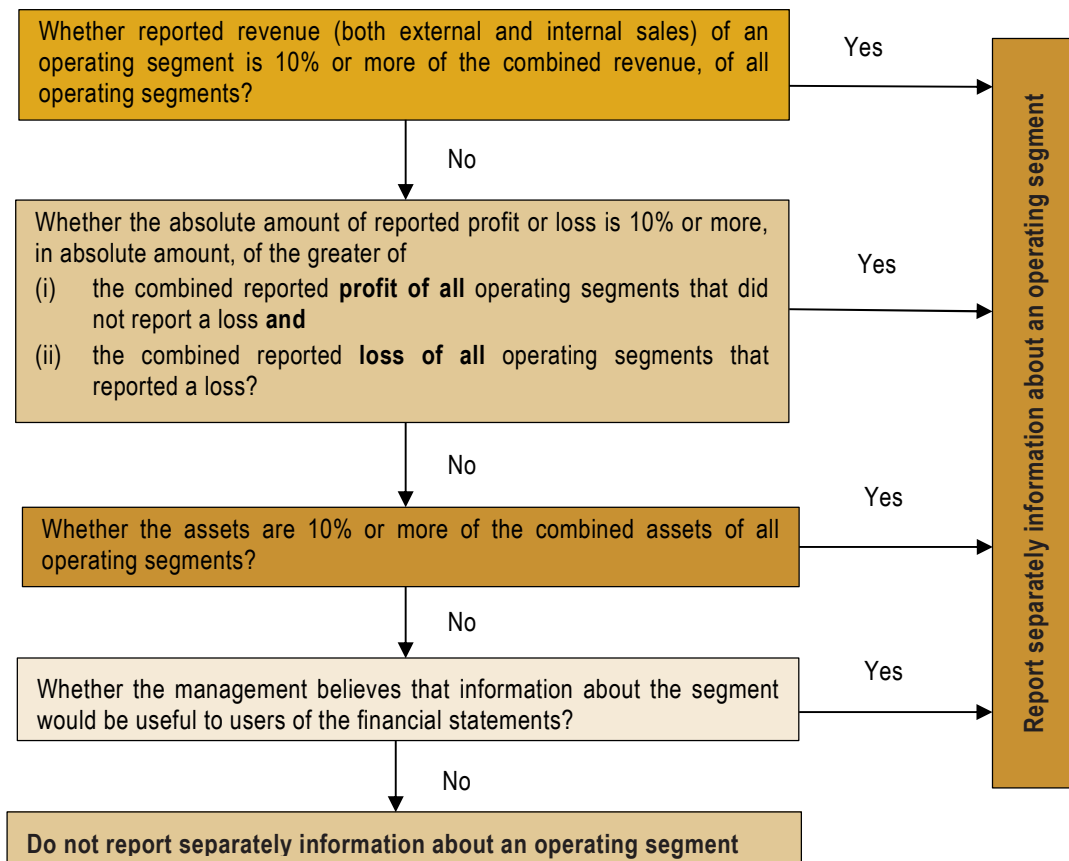 Whether reported revenue (both external and internal sales) of an
operating segment is 10% or more of the combined revenue, of all
operating segments?
Yes
No
Whether the absolute amount of reported profit or loss is 10% or more,
in absolute amount, of the greater of
(i) the combined reported profit of all operating segments that did
not report a loss and
(ii) the combined reported loss of all operating segments that
reported a loss?
Yes
No
Whether the assets are 10% or more of the combined assets of all
operating segments?
Yes
No
Whether the management believes that information about the segment
would be useful to users of the financial statements?
Yes
No
Do not report separately information about an operating segment
Report separately information about an operating segment